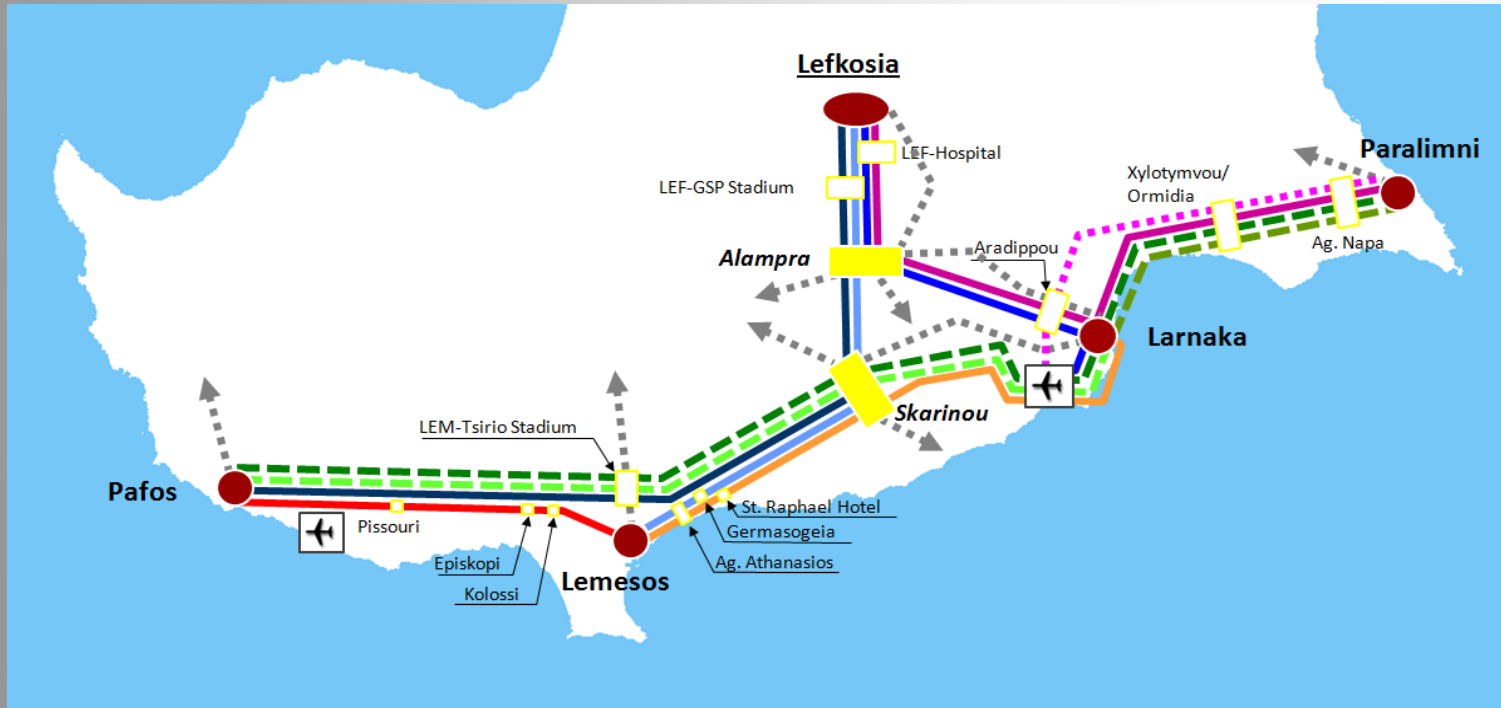 Lefkosia
LEF-Hospital
LEF-GSP Stadium
Paralimni
Xylotymvou/
Ormidia
Ag. Napa
Aradippou
Alampra
Larnaka
Skarinou
LEM-Tsirio Stadium
Pafos
Pissouri
St. Raphael Hotel
Germasogeia
Ag. Athanasios
Episkopi
Kolossi
Lemesos